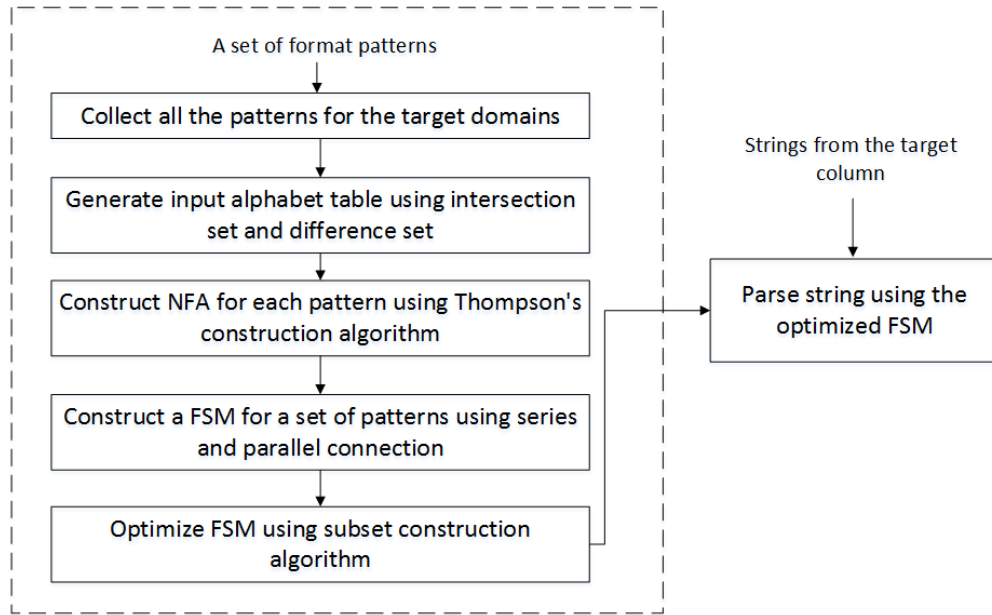 A set of format patterns
Collect all the patterns for the target domains
Generate input alphabet table using intersection
set and difference set
Construct NFA for each pattern using Thompson's
construction algorithm
Construct a FSM for a set of patterns using series
and parallel connection
Optimize FSM using subset construction
algorithm
Strings from the target
column
Parse string using the
optimized FSM